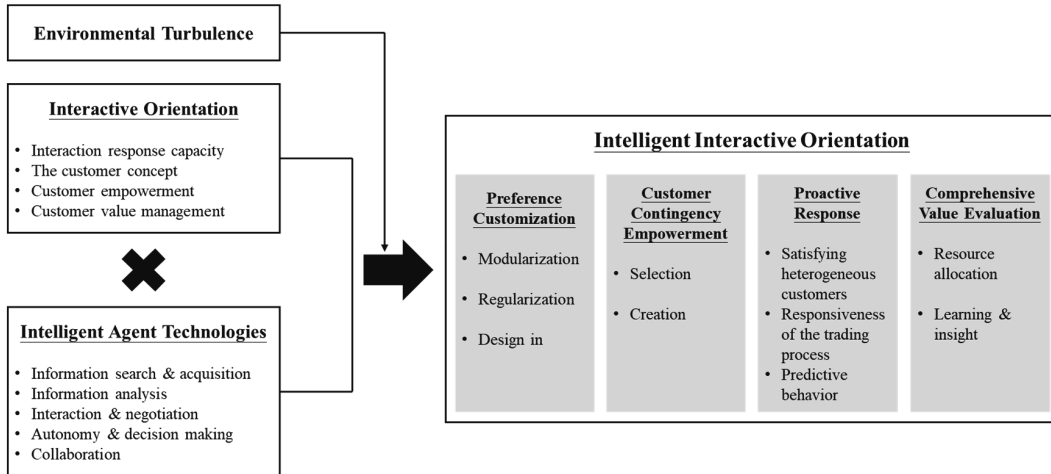 Environmental Turbulence
Interactive Orientation
• Interaction response capacity
• The customer concept
• Customer empowerment
• Customer value management
Intelligent Agent Technologies
• Information search & acquisition
• Information analysis
• Interaction & negotiation
• Autonomy & decision making
• Collaboration
Intelligent Interactive Orientation
Preference
Customization
• Modularization
• Regularization
• Design in
Customer
Contingency
Empowerment
• Selection
• Creation
Proactive
Response
• Satisfying
heterogeneous
customers
• Responsiveness
of the trading
process
• Predictive
behavior
Comprehensive
Value Evaluation
• Resource
allocation
• Learning &
insight